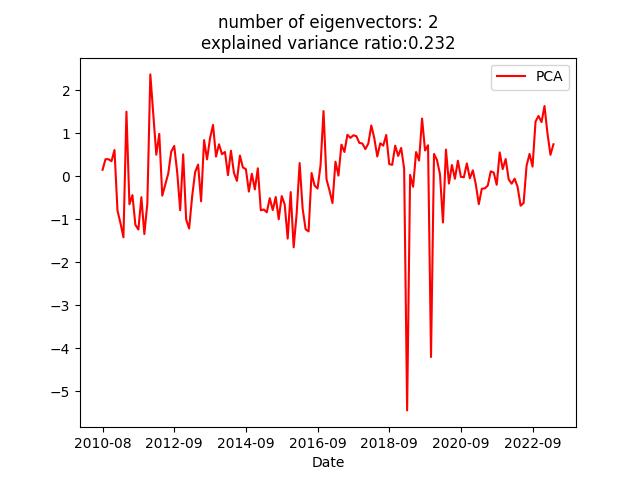 number of eigenvectors: 2
explained variance ratio:0.232
PCA
2
1
0
−1
−2
−3
−4
−5
2010-08 2012-09 2014-09 2016-09 2018-09 2020-09 2022-09
Date